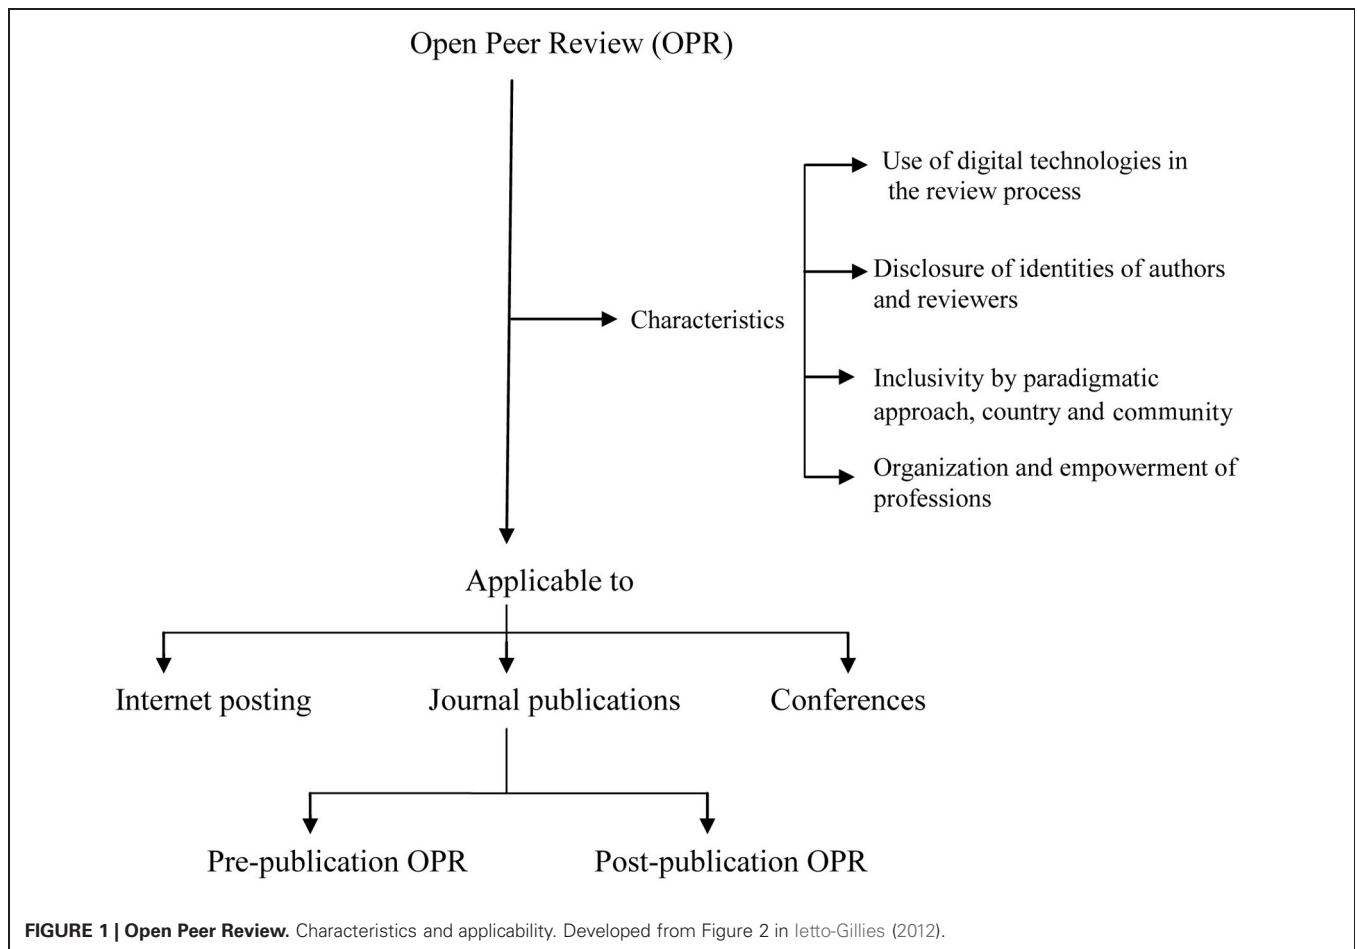 Open Peer Review (OPR)
Use of digital technologies in
the review process
Disclosure of identities of authors
and reviewers
Characteristics
Inclusivity by paradigmatic
approach, country and community
Organization and empowerment of
professions
Applicable to
Internet posting
Journal publications
Conferences
Pre-publication OPR
Post-publication OPR
FIGURE 1 | Open Peer Review. Characteristics and applicability. Developed from Figure 2 in Ietto-Gillies (2012).